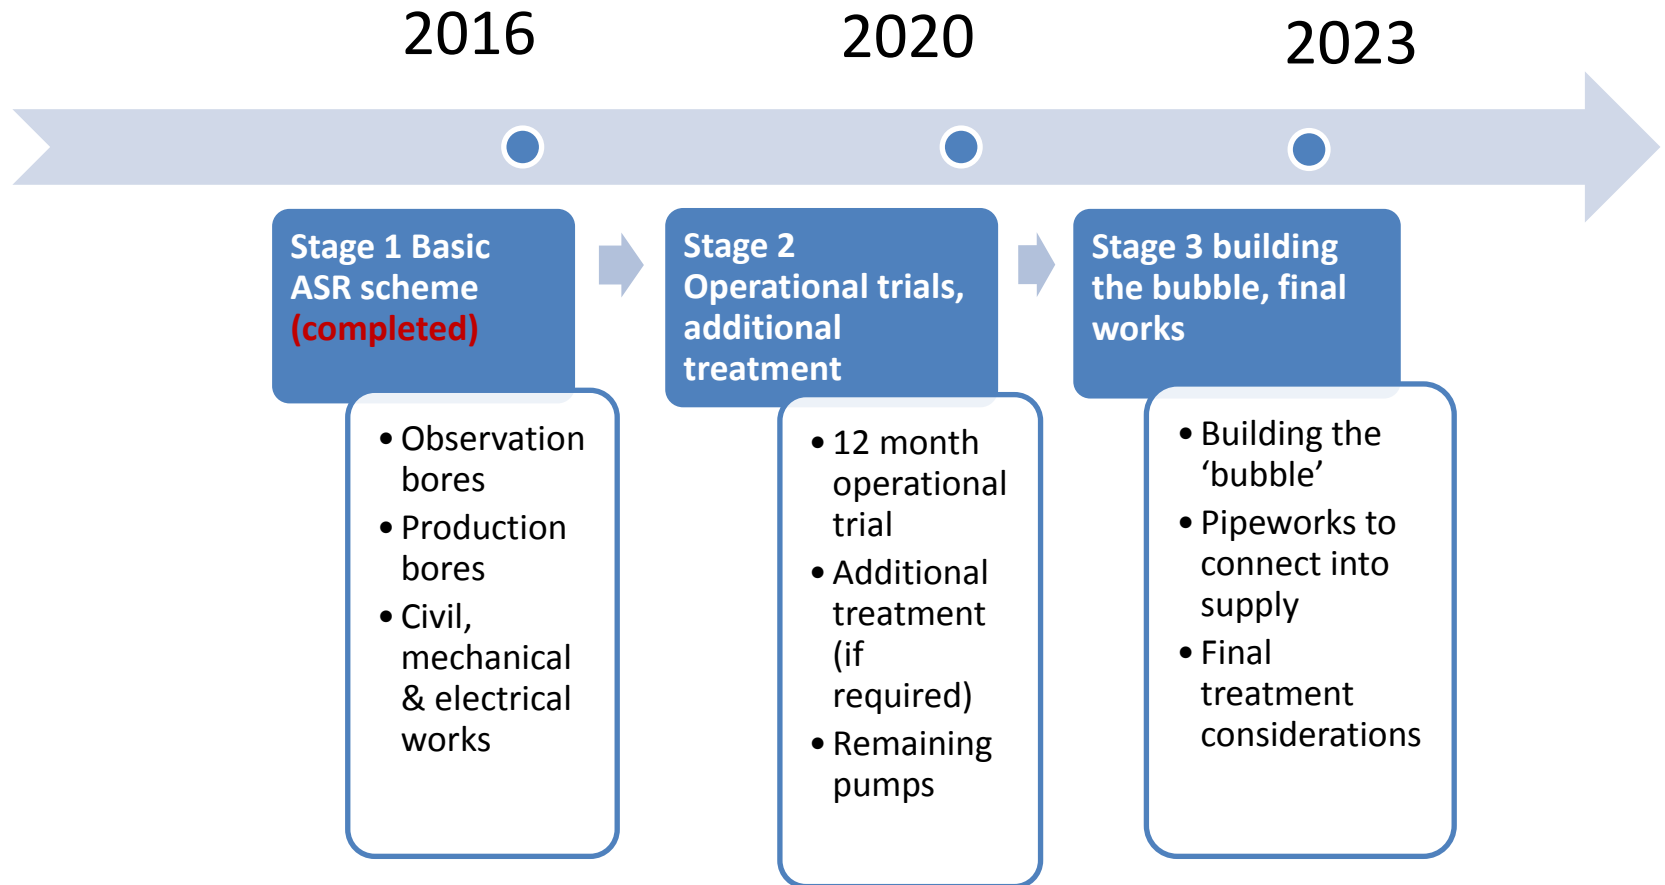 2016
2020
2023
Stage 1 Basic
ASR scheme
(completed)
• Observation
bores
• Production
bores
• Civil,
mechanical
& electrical
works
Stage 2
Operational trials,
additional
treatment
• 12 month
operational
trial
• Additional
treatment
(if
required)
• Remaining
pumps
Stage 3 building
the bubble, final
works
• Building the
‘bubble’
• Pipeworks to
connect into
supply
• Final
treatment
considerations